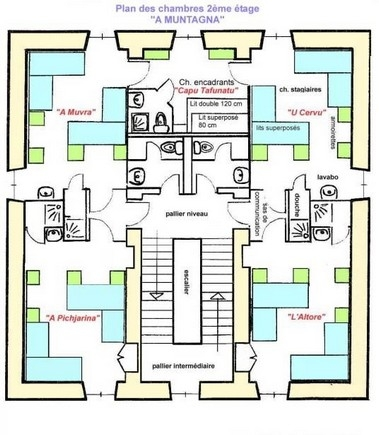 Plan des chambres 2ème étage
"A MUNTAGNA"
Ch. encadrants
"Capu Tafunatu"
ch. stagiaires
"A Muvra"
Lit double 120 cm
"U Cervu"
Lit superposé
80 cm
armoirettes
lits superposés
lavabo
douche
sas de
communication
pallier niveau
escalier
"A Pichjarina"
"L'Altore"
pallier intermédiaire